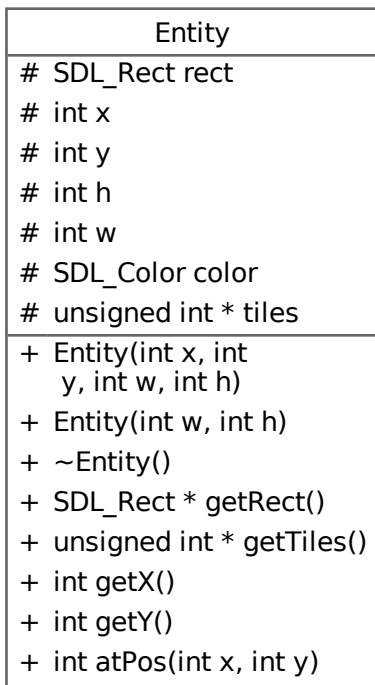 Entity
# SDL_Rect rect
# int x
# int y
# int h
# int w
# SDL_Color color
# unsigned int * tiles
+ Entity(int x, int
y, int w, int h)
+ Entity(int w, int h)
+ ~Entity()
+ SDL_Rect * getRect()
+ unsigned int * getTiles()
+ int getX()
+ int getY()
+ int atPos(int x, int y)